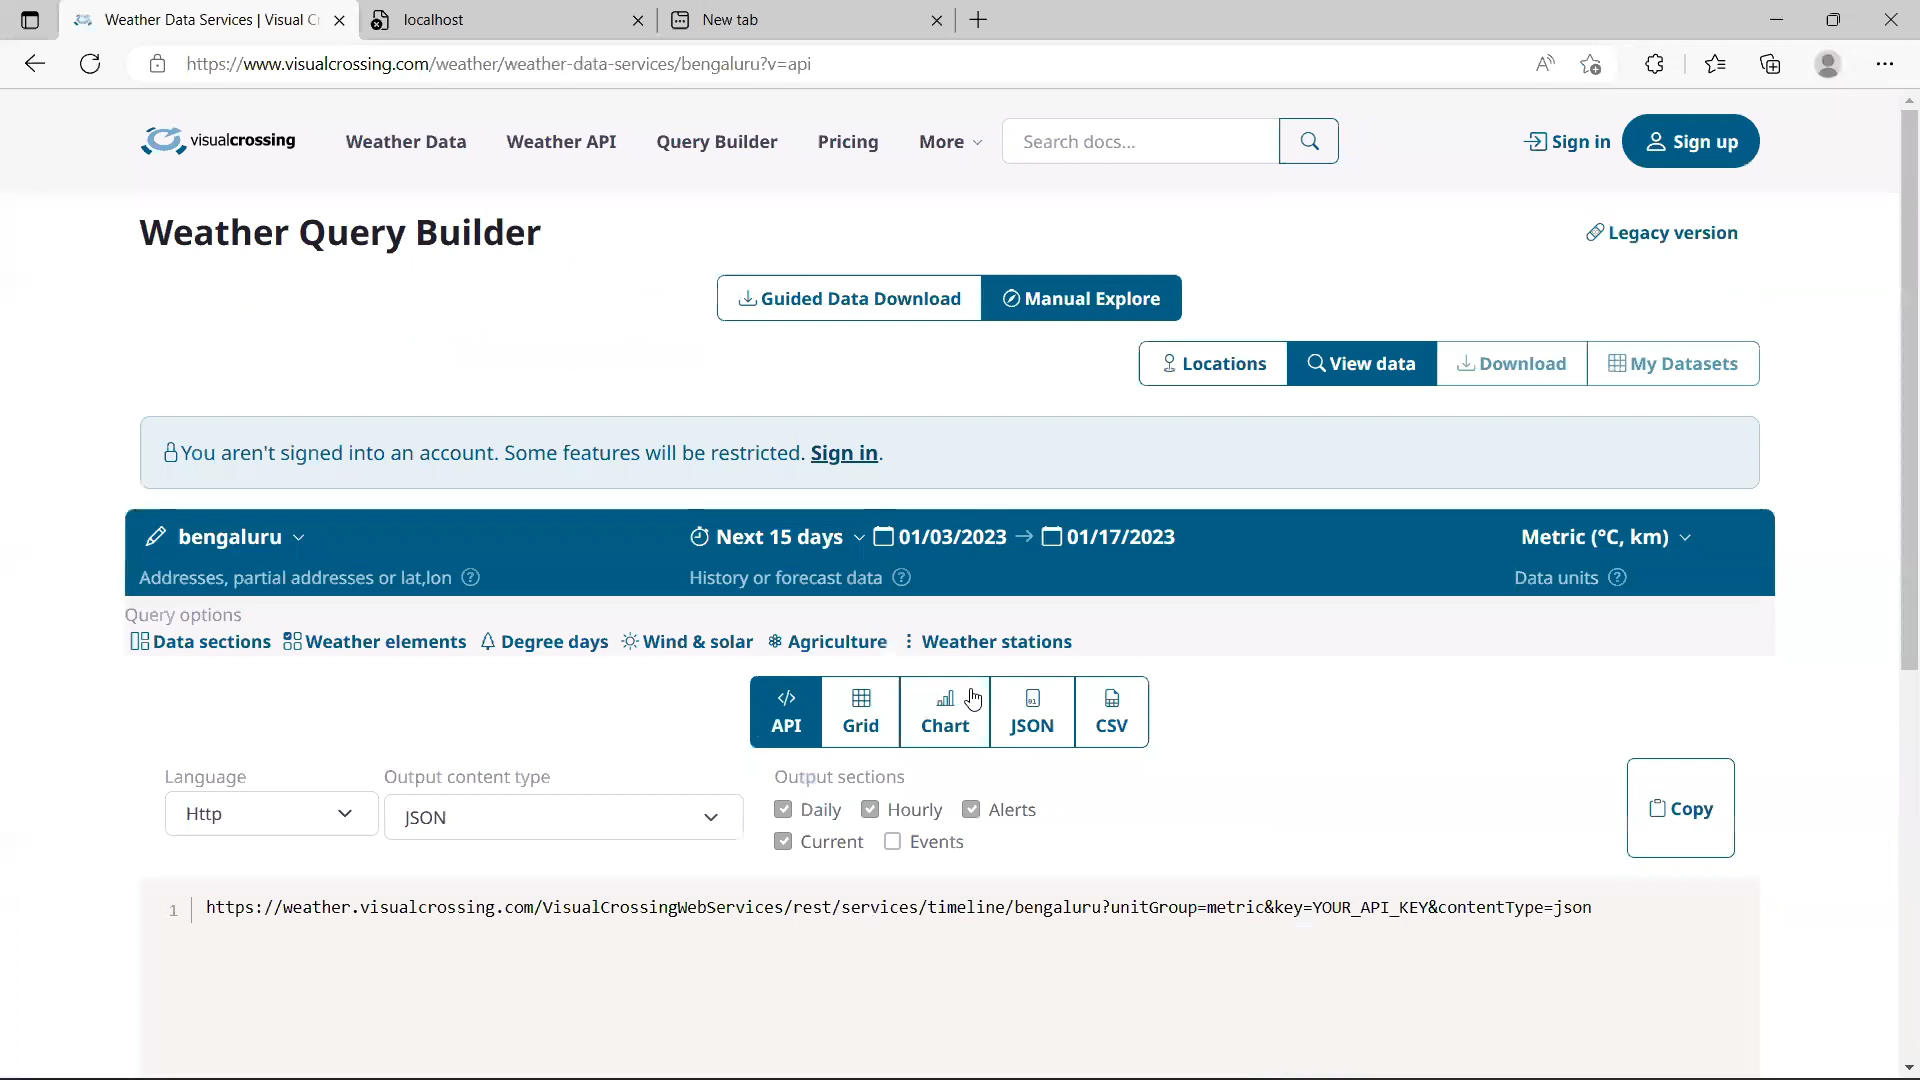 Weather Data Services | Visual C
localhost
New tab
https://www.visualcrossing.com/weather/weather-data-services/bengaluru?v=api
visualcrossing
Weather Data
Weather API
Query Builder
Pricing
More
Search docs...
Sign in
Sign up
Weather Query Builder
Legacy version
Guided Data Download
Manual Explore
Locations
View data
Download
My Datasets
You aren't signed into an account. Some features will be restricted. Sign in.
bengaluru
Next 15 days
01/03/2023
01/17/2023
Metric (°C, km)
Addresses, partial addresses or lat,lon
History or forecast data
Data units
Query options
Data sections
Weather elements
Degree days
Wind & solar
Agriculture
Weather stations
API
Grid
Chart
JSON
CSV
Language
Output content type
Output sections
Http
JSON
Daily
Hourly
Alerts
Current
Events
Copy
1
https://weather.visualcrossing.com/VisualCrossingWebServices/rest/services/timeline/bengaluru?unitGroup=metric&key=YOUR_API_KEY&contentType=json